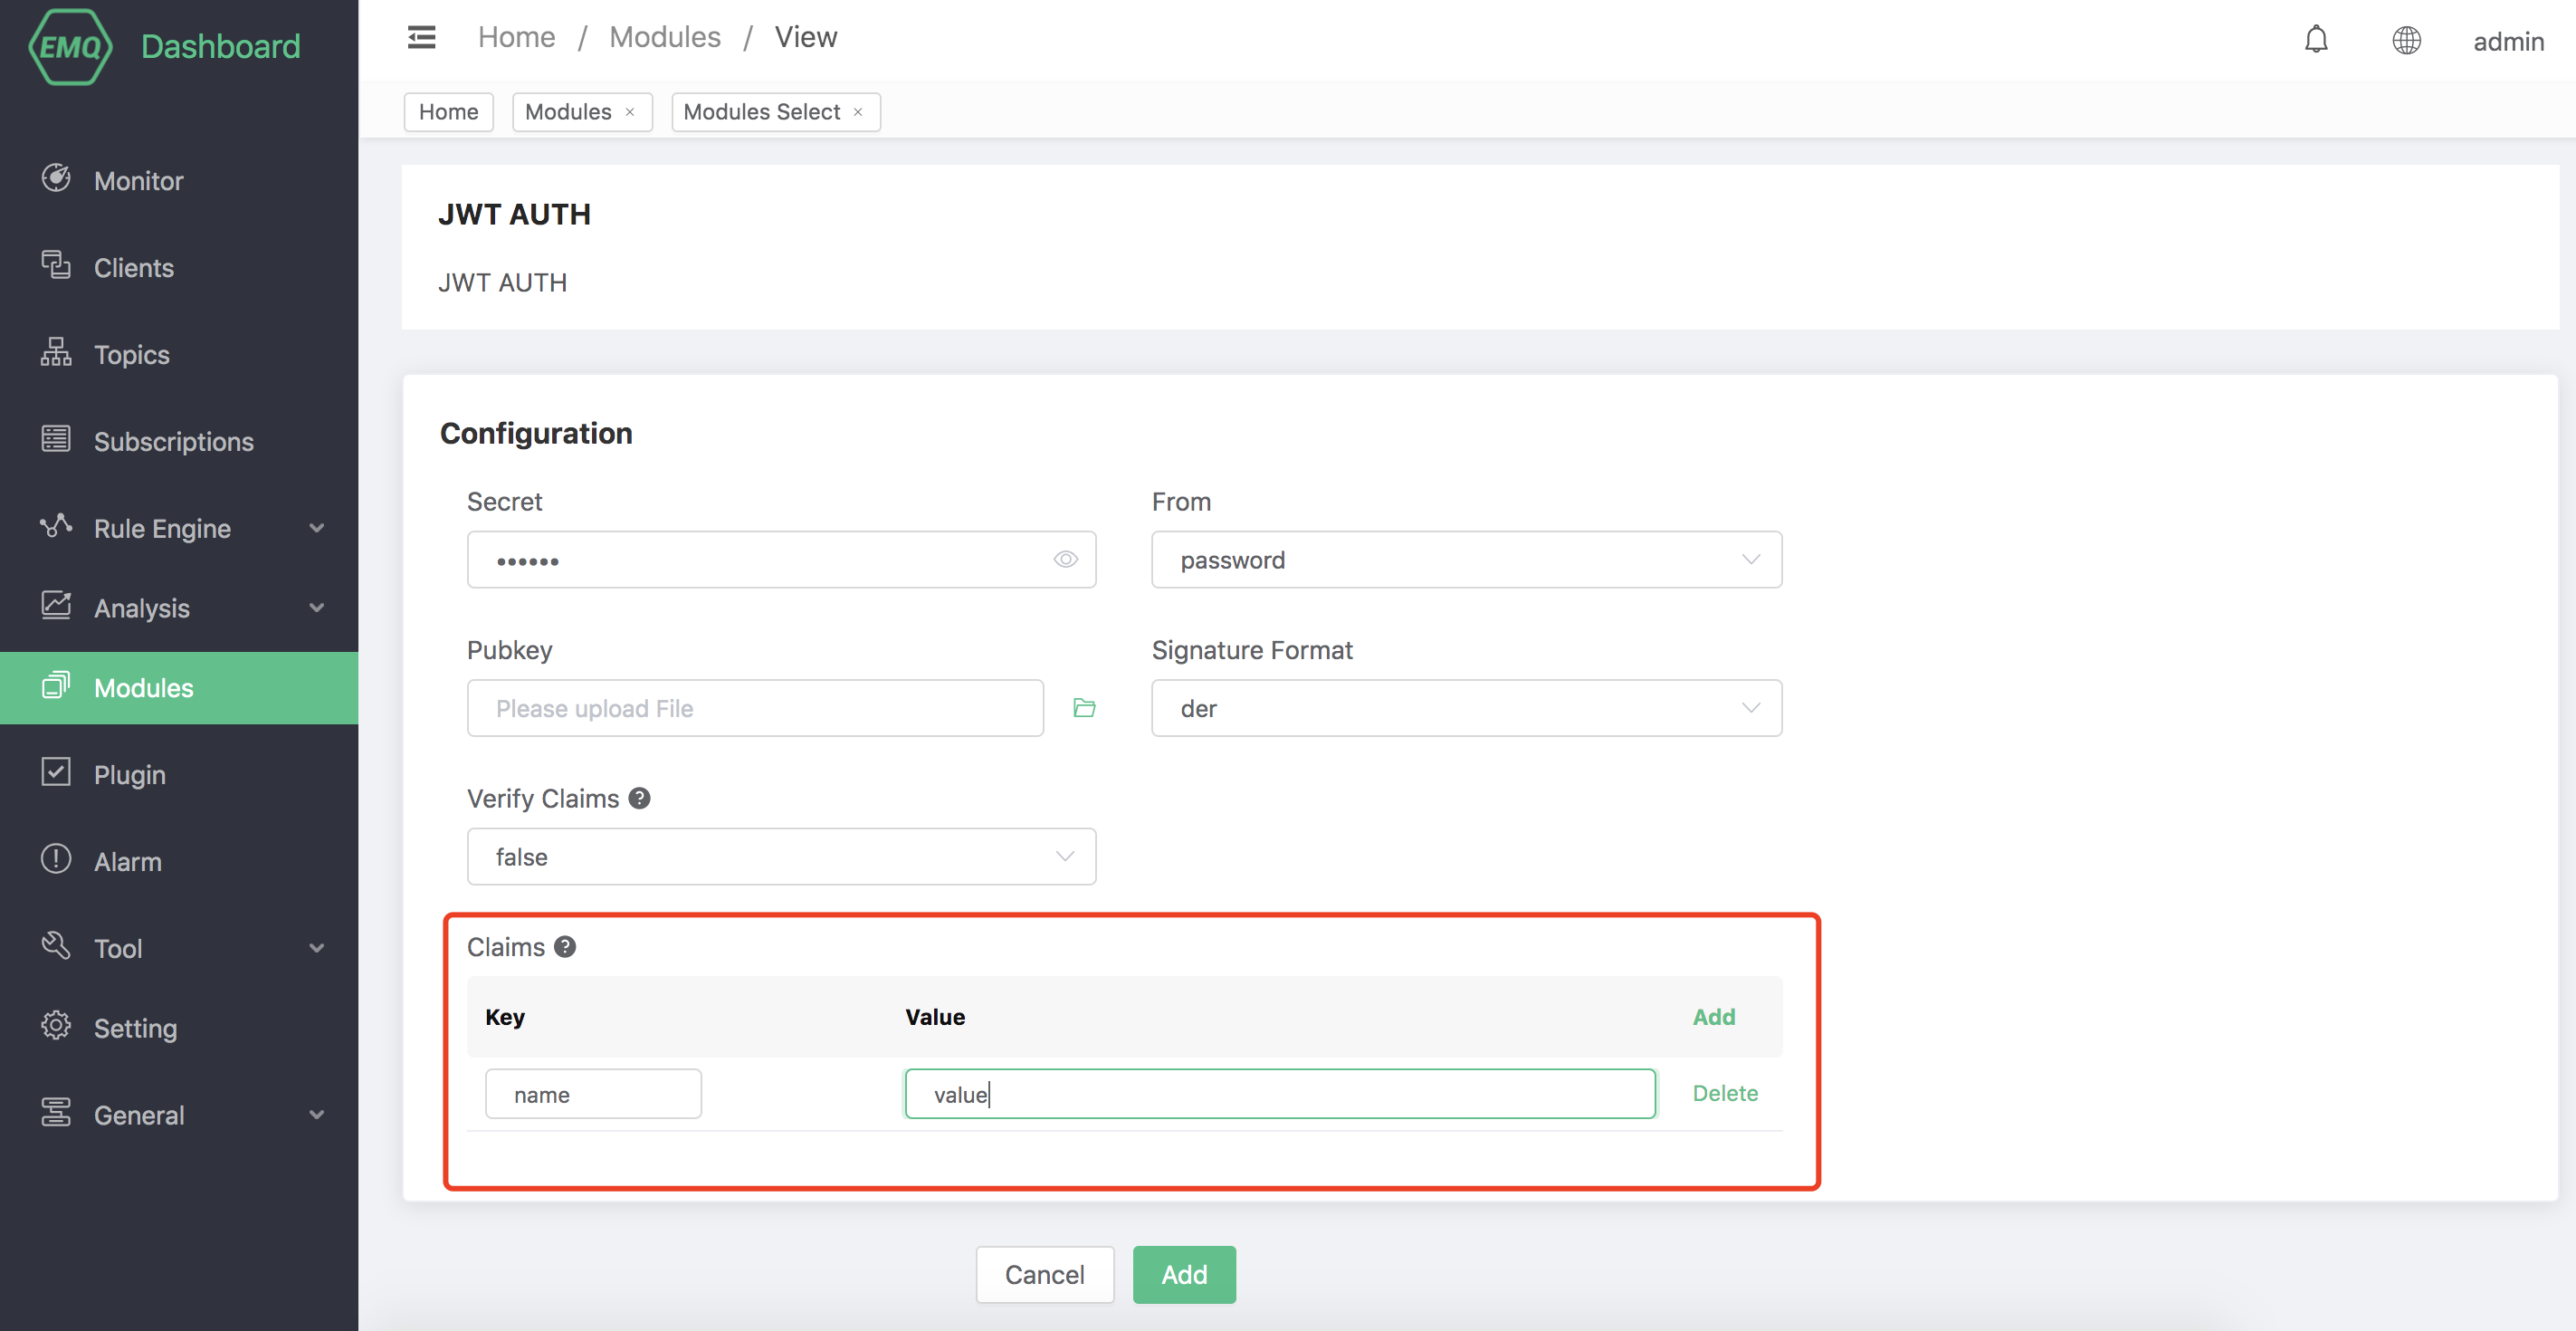 EMQ Dashboard
Home / Modules / View
admin
Home
Modules ×
Modules Select ×
Monitor
Clients
Topics
Subscriptions
Rule Engine
Analysis
Modules
Plugin
Alarm
Tool
Setting
General
JWT AUTH
JWT AUTH
Configuration
Secret
From
••••••
password
Pubkey
Signature Format
Please upload File
der
Verify Claims ?
false
Claims ?
Key Value Add
name value Delete
Cancel Add